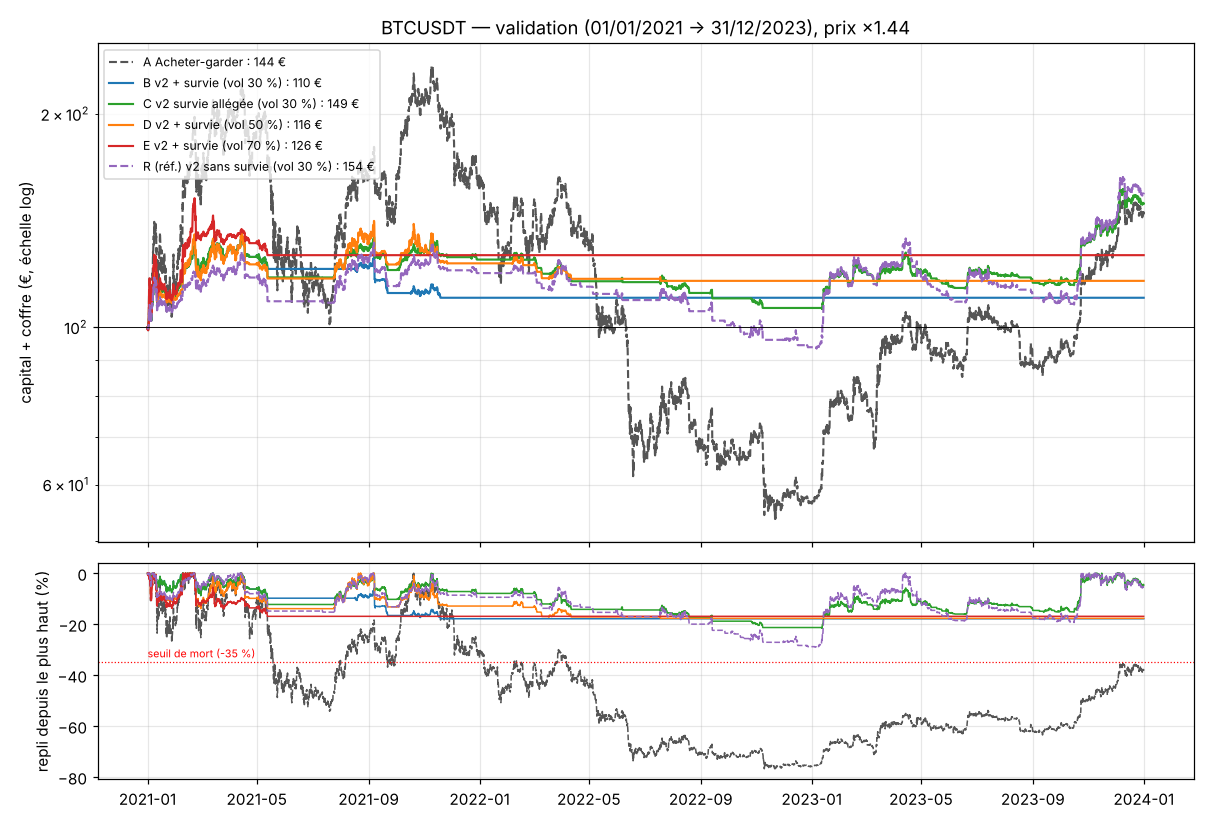 BTCUSDT — validation (01/01/2021 → 31/12/2023), prix ×1.44
A Acheter-garder : 144 €
B v2 + survie (vol 30 %) : 110 €
C v2 survie allégée (vol 30 %) : 149 €
D v2 + survie (vol 50 %) : 116 €
E v2 + survie (vol 70 %) : 126 €
R (réf.) v2 sans survie (vol 30 %) : 154 €
capital + coffre (€, échelle log)
2 × 10²
10²
6 × 10¹
repli depuis le plus haut (%)
0
−20
−40
−60
−80
seuil de mort (-35 %)
2021-01
2021-05
2021-09
2022-01
2022-05
2022-09
2023-01
2023-05
2023-09
2024-01